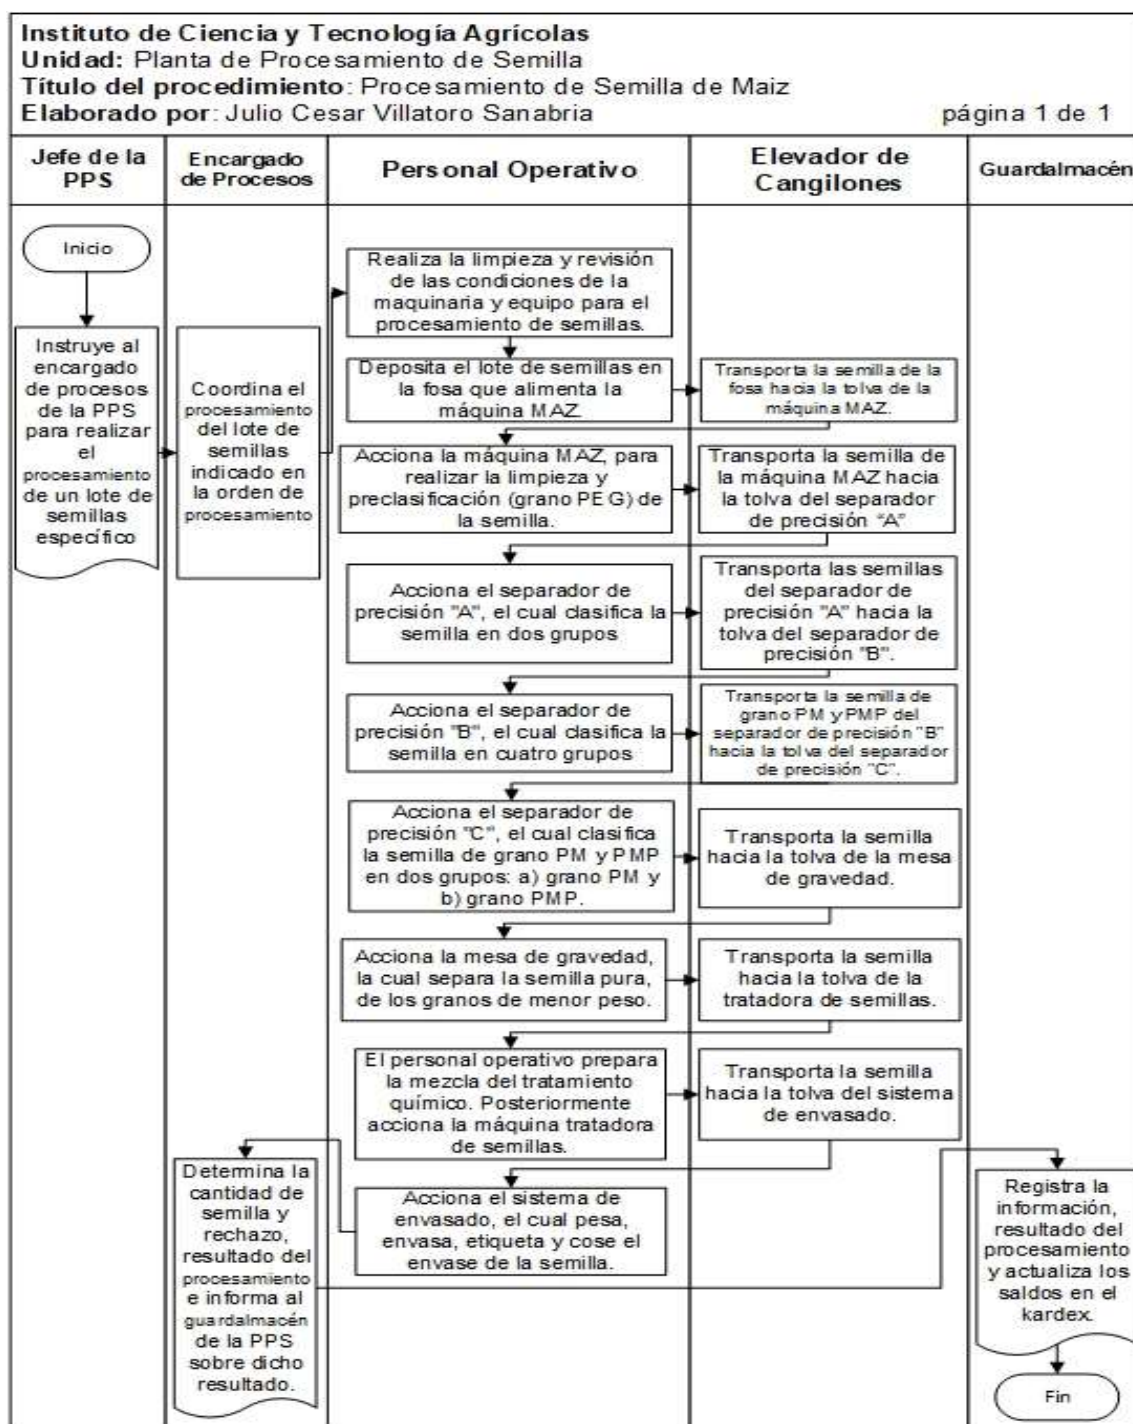 Instituto de Ciencia y Tecnología Agrícolas
Unidad: Planta de Procesamiento de Semilla
Título del procedimiento: Procesamiento de Semilla de Maiz
Elaborado por: Julio Cesar Villatoro Sanabria
página 1 de 1
Jefe de la
PPS
Encargado
de Procesos
Personal Operativo
Elevador de
Cangilones
Guardalmacén
Inicio
Instruye al
encargado
de procesos
de la PPS
para realizar
el
procesamiento
de un lote de
semillas
específico
Coordina el
procesamiento
del lote de
semillas
indicado en
la orden de
procesamiento
Realiza la limpieza y revisión
de las condiciones de la
maquinaria y equipo para el
procesamiento de semillas.
Deposita el lote de semillas en
la fosa que alimenta la
máquina MAZ
Transporta la semilla de la
fosa hacia la tolva de la
máquina MAZ.
Acciona la máquina MAZ, para
realizar la limpieza y
preclasificación (grano PEG) de
la semilla.
Transporta la semilla de
la máquina MAZ hacia
la tolva del separador
de precisión "A"
Acciona el separador de
precisión "A", el cual clasifica la
semilla en dos grupos
Transporta las semillas
del separador de
precisión "A" hacia la
tolva del separador de
precisión "B".
Acciona el separador de
precisión "B", el cual clasifica la
semilla en cuatro grupos
Transporta la semilla de
grano PM y PMP del
separador de precisión "B"
hacia la tolva del separador
de precisión "C".
Acciona el separador de
precisión "C", el cual clasifica
la semilla de grano PM y PMP
en dos grupos: a) grano PM y
b) grano PMP.
Transporta la semilla
hacia la tolva de la mesa
de gravedad.
Acciona la mesa de gravedad,
la cual separa la semilla pura,
de los granos de menor peso.
Transporta la semilla
hacia la tolva de la
tratadora de semillas.
El personal operativo prepara
la mezcla del tratamiento
químico. Posteriormente
acciona la máquina tratadora
de semillas.
Transporta la semilla
hacia la tolva del sistema
de envasado.
Acciona el sistema de
envasado, el cual pesa,
envasa, etiqueta y cose el
envase de la semilla.
Determina la
cantidad de
semilla y
rechazo,
resultado del
procesamiento
e informa al
guardalmacén
de la PPS
sobre dicho
resultado.
Registra la
información,
resultado del
procesamiento
y actualiza los
saldos en el
kardex.
Fin